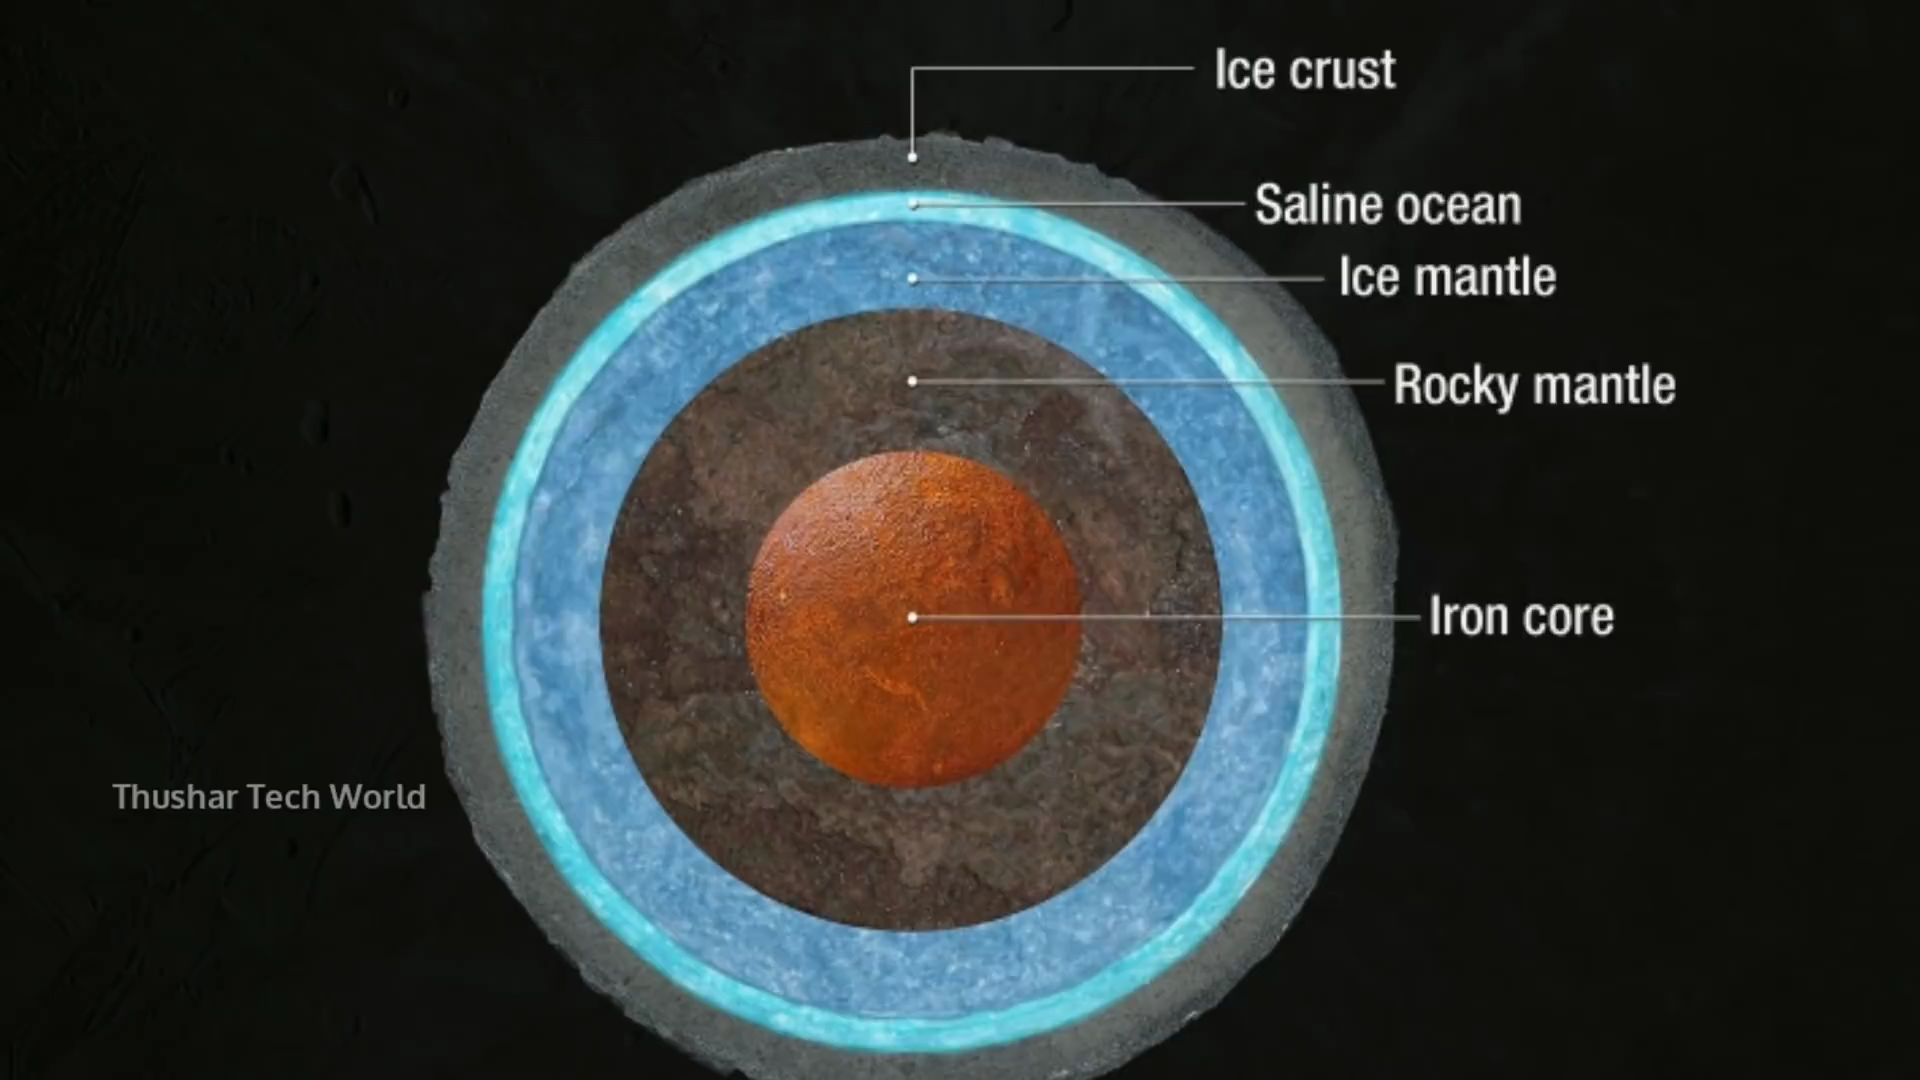 Ice crust
Saline ocean
Ice mantle
Rocky mantle
Iron core
Thushar Tech World